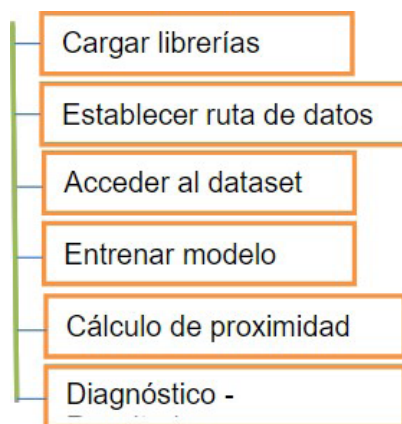 Cargar librerías
Establecer ruta de datos
Acceder al dataset
Entrenar modelo
Cálculo de proximidad
Diagnóstico -